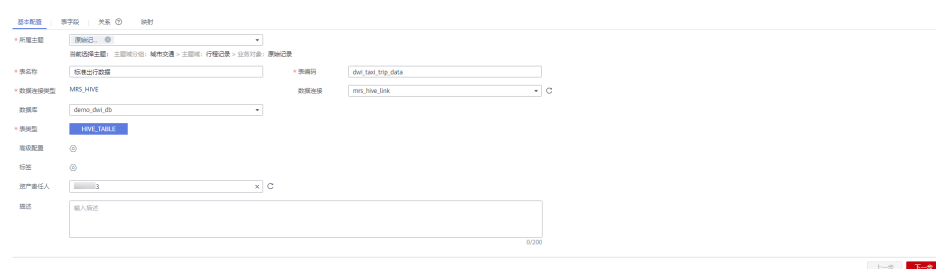 基本配置 表字段 关系 ? 映射
* 所属主题 原始记...
当前选择主题： 主题域分组：城市交通 > 主题域：行程记录 > 业务对象：原始记录
* 表名称 标准出行数据 * 表编码 dwi_taxi_trip_data
* 数据连接类型 MRS_HIVE 数据连接 mrs_hive_link
数据库 demo_dwi_db
* 表类型 HIVE_TABLE
高级配置
标签
资产责任人 3
描述 输入描述
0/200
上一步 下一步